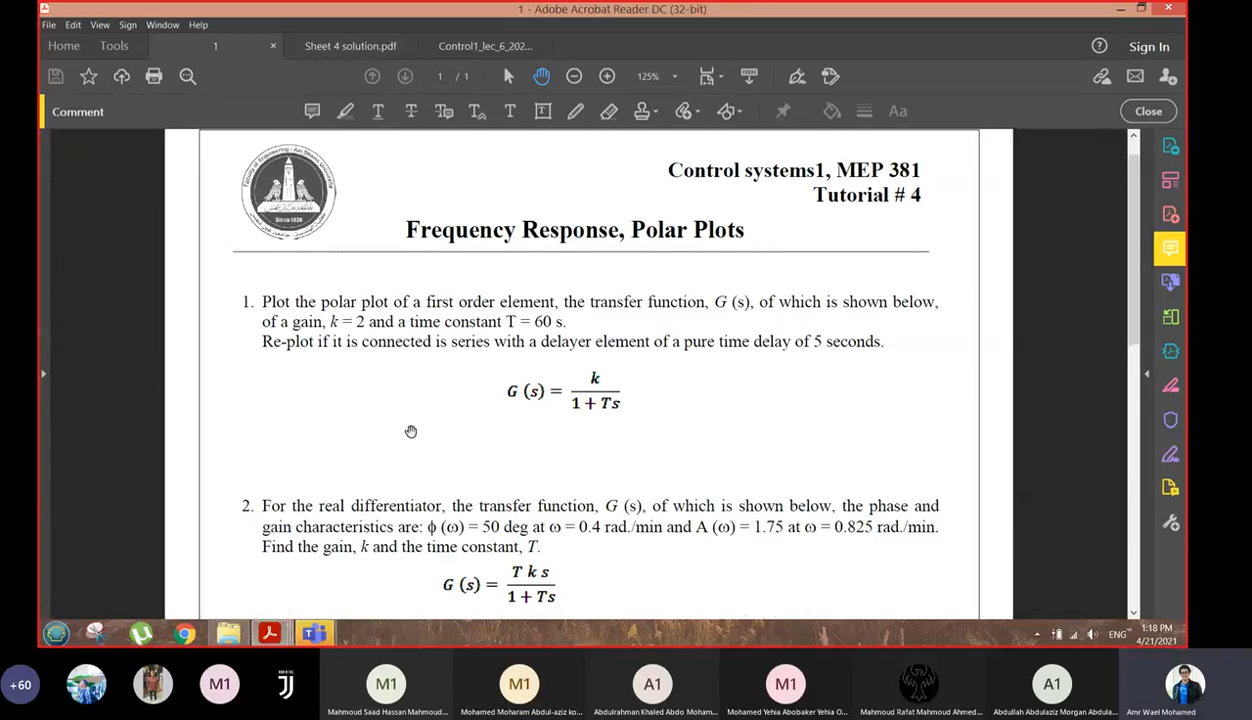 1 - Adobe Acrobat Reader DC (32-bit)
File Edit View Sign Window Help
Home Tools 1 × Sheet 4 solution.pdf Control1_lec_6_202... Sign In
1 / 1 125%
Comment Close
Since 1839
Control systems1, MEP 381
Tutorial # 4
Frequency Response, Polar Plots
1. Plot the polar plot of a first order element, the transfer function, G (s), of which is shown below,
of a gain, k = 2 and a time constant T = 60 s.
Re-plot if it is connected is series with a delayer element of a pure time delay of 5 seconds.
G (s) = k / 1 + Ts
2. For the real differentiator, the transfer function, G (s), of which is shown below, the phase and
gain characteristics are: ϕ (ω) = 50 deg at ω = 0.4 rad./min and A (ω) = 1.75 at ω = 0.825 rad./min.
Find the gain, k and the time constant, T.
G (s) = T k s / 1 + Ts
ENG 1:18 PM
4/21/2021
+60 M1 M1 M1 A1 M1 A1
Mahmoud Saad Hassan Mahmoud... Mohamed Moharam Abdul-aziz ko... Abdulrahman Khaled Abdo Moham... Mohamed Yehia Abobaker Yehia O... Mahmoud Rafat Mahmoud Ahmed... Abdullah Abdulaziz Morgan Abdula... Amr Wael Mohamed